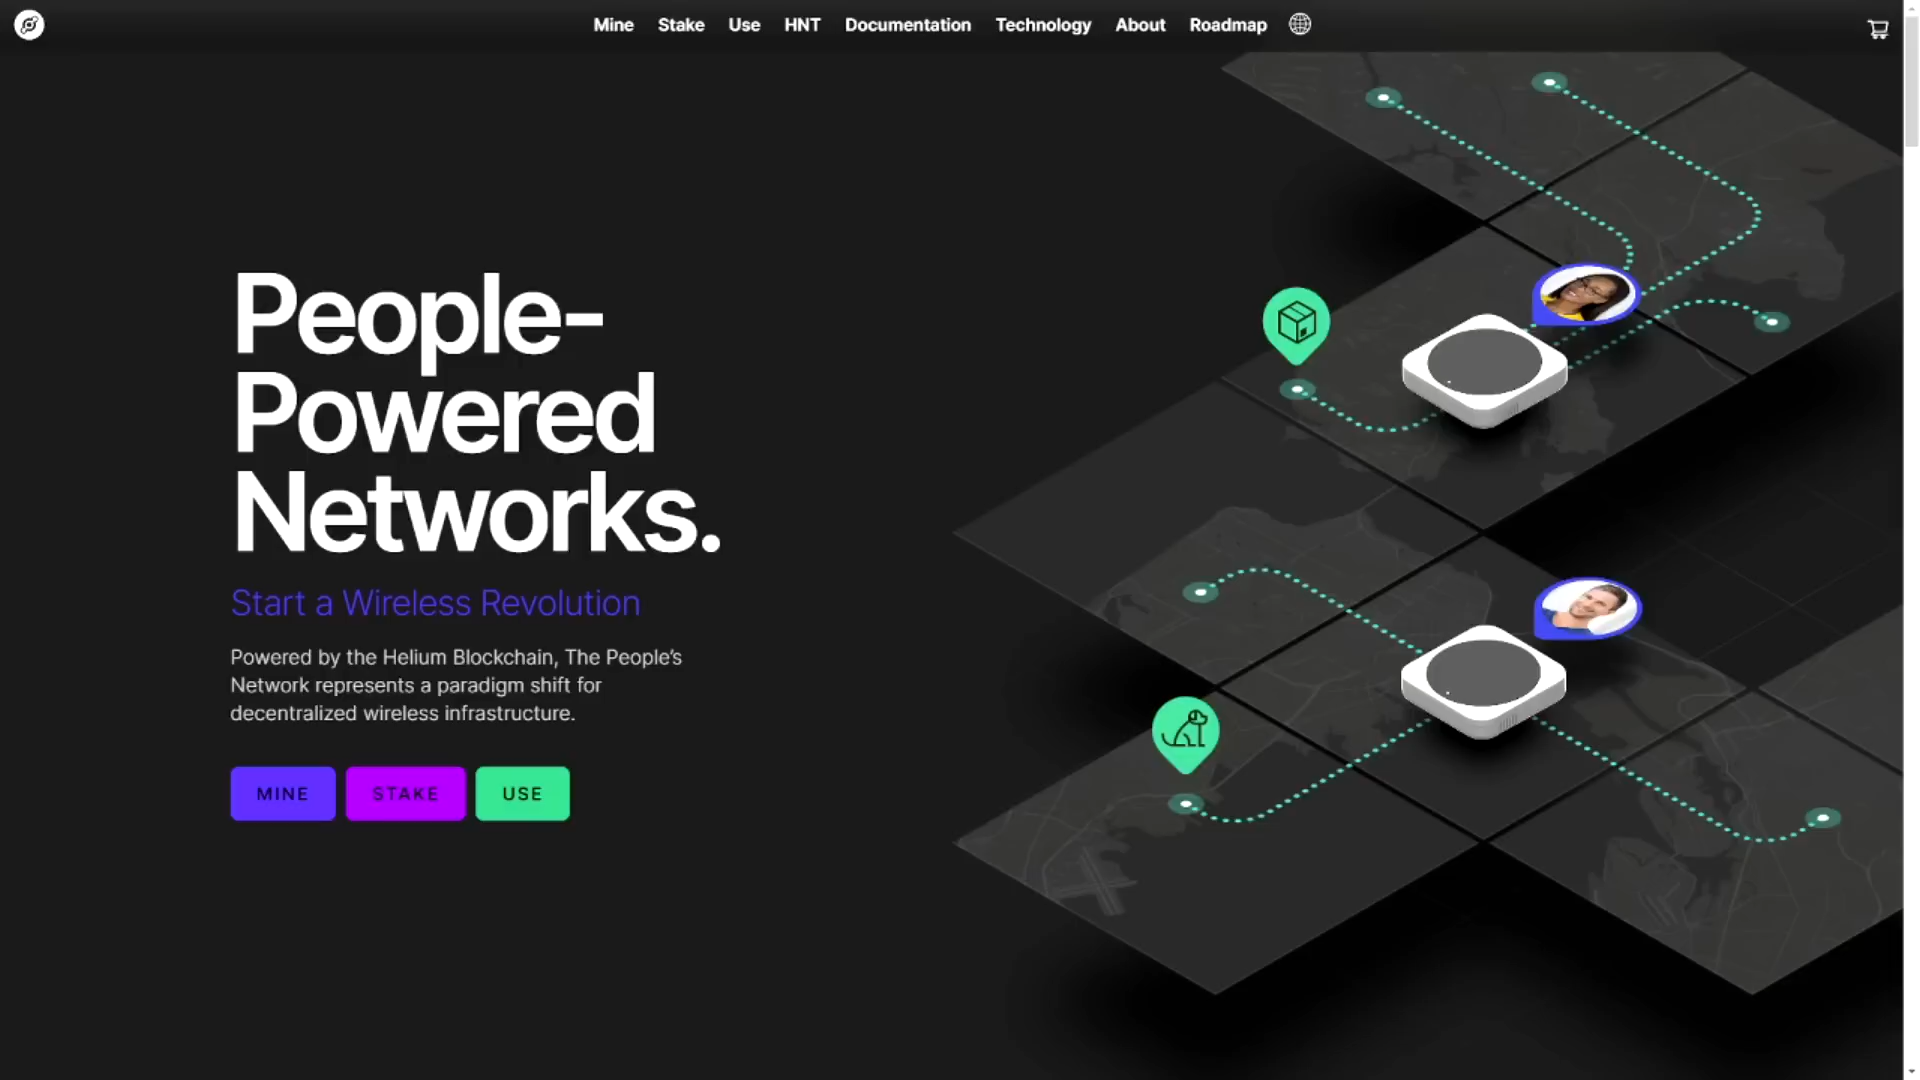 Mine Stake Use HNT Documentation Technology About Roadmap
People-
Powered
Networks.
Start a Wireless Revolution
Powered by the Helium Blockchain, The People’s
Network represents a paradigm shift for
decentralized wireless infrastructure.
MINE STAKE USE